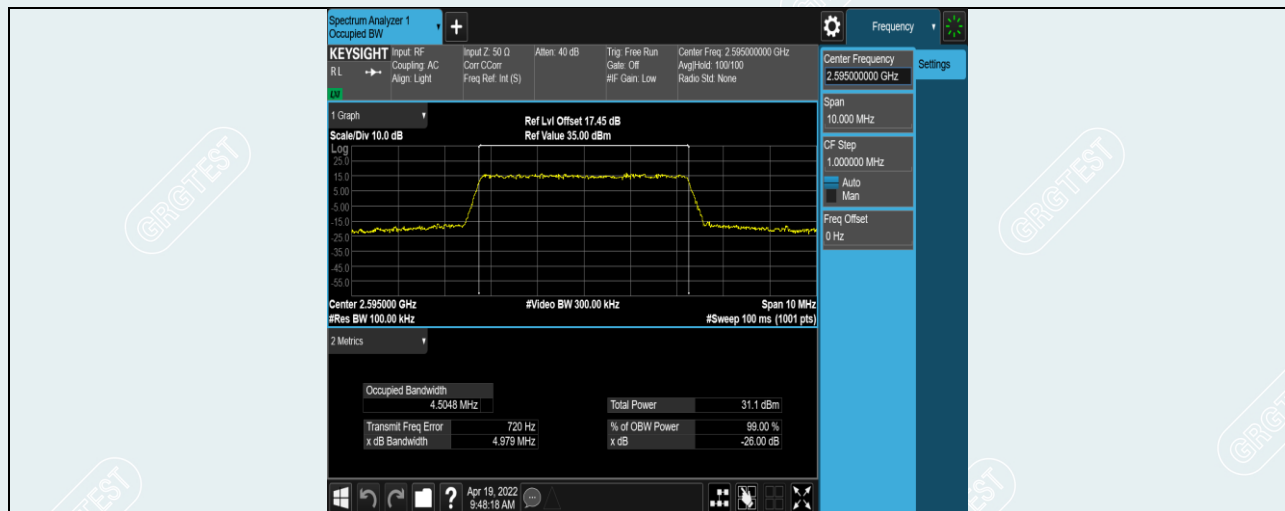 Spectrum Analyzer 1
Occupied BW
Frequency
KEYSIGHT
R L
Input: RF
Coupling: AC
Align: Light
Input Z: 50 Ω
Corr CCorr
Freq Ref: Int (S)
Atten: 40 dB
Trig: Free Run
Gate: Off
#IF Gain: Low
Center Freq: 2.595000000 GHz
Avg|Hold: 100/100
Radio Std: None
Center Frequency
2.595000000 GHz
Settings
Span
10.000 MHz
CF Step
1.000000 MHz
Auto
Man
Freq Offset
0 Hz
1 Graph
Scale/Div 10.0 dB
Ref Lvl Offset 17.45 dB
Ref Value 35.00 dBm
Log
25.0
15.0
5.00
-5.00
-15.0
-25.0
-35.0
-45.0
-55.0
Center 2.595000 GHz
#Video BW 300.00 kHz
Span 10 MHz
#Res BW 100.00 kHz
#Sweep 100 ms (1001 pts)
2 Metrics
Occupied Bandwidth
4.5048 MHz
Total Power 31.1 dBm
Transmit Freq Error 720 Hz
% of OBW Power 99.00 %
x dB Bandwidth 4.979 MHz
x dB -26.00 dB
?
Apr 19, 2022
9:48:18 AM
GRGTEST
GRGTEST
GRGTEST